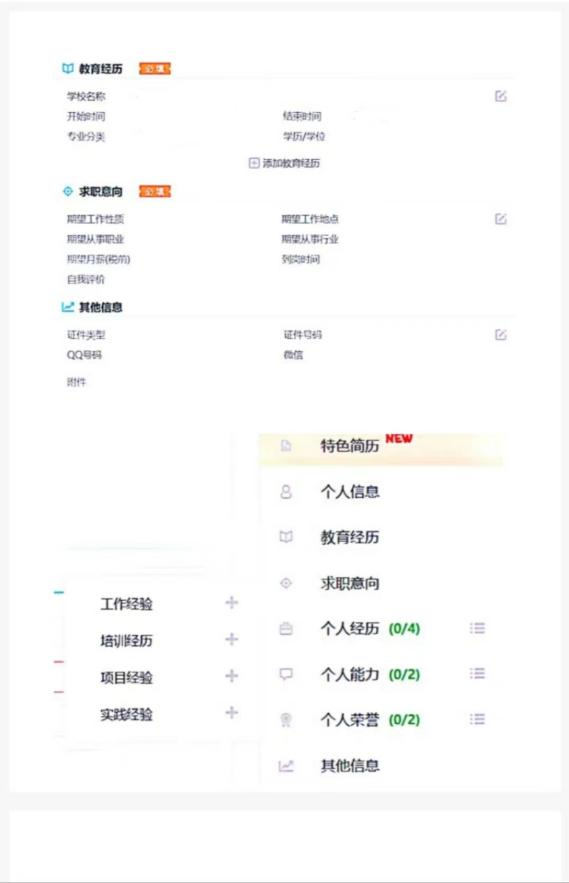 教育经历 必填
学校名称
开始时间 结束时间
专业分类 学历/学位
添加教育经历
求职意向 必填
期望工作性质 期望工作地点
期望从事职业 期望从事行业
期望月薪(税前) 到岗时间
自我评价
其他信息
证件类型 证件号码
QQ号码 微信
附件
特色简历 NEW
个人信息
教育经历
求职意向
个人经历 (0/4)
个人能力 (0/2)
个人荣誉 (0/2)
其他信息
工作经验
培训经历
项目经验
实践经验